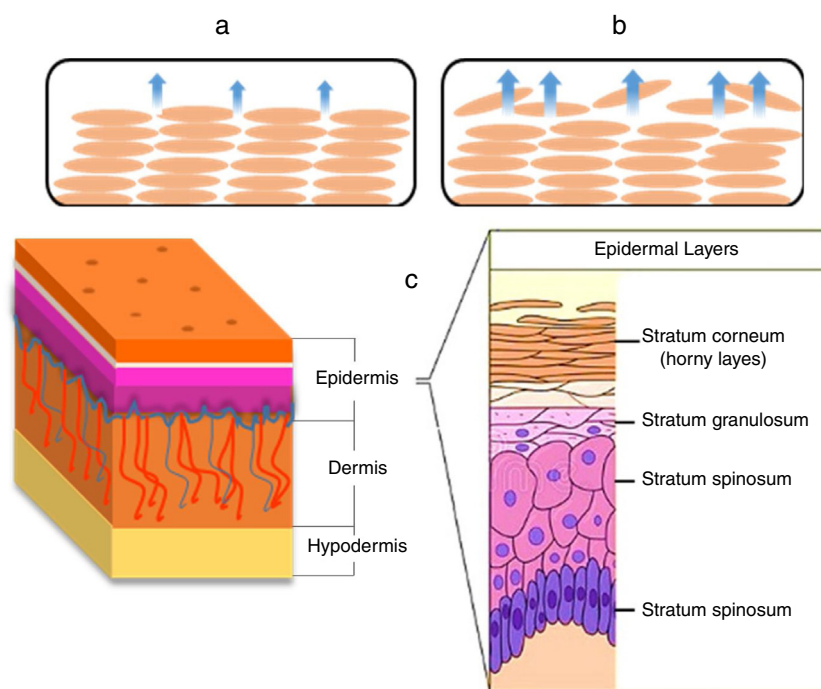 a
b
c
Epidermis
Dermis
Hypodermis
Epidermal Layers
Stratum corneum
(horny layes)
Stratum granulosum
Stratum spinosum
Stratum spinosum